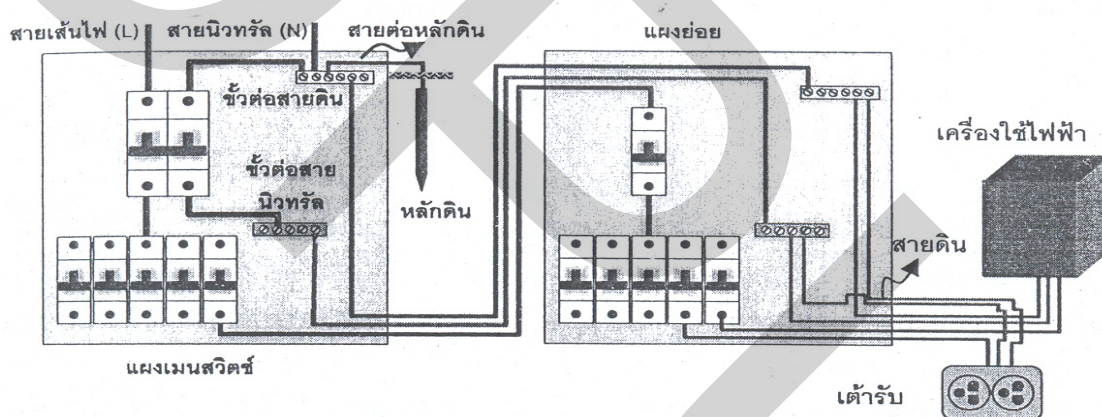 สายเส้นไฟ (L)
สายนิวทรัล (N)
สายต่อหลักดิน
แผงย่อย
ขั้วต่อสายดิน
เครื่องใช้ไฟฟ้า
ขั้วต่อสาย
นิวทรัล
หลักดิน
สายดิน
แผงเมนสวิตช์
เต้ารับ